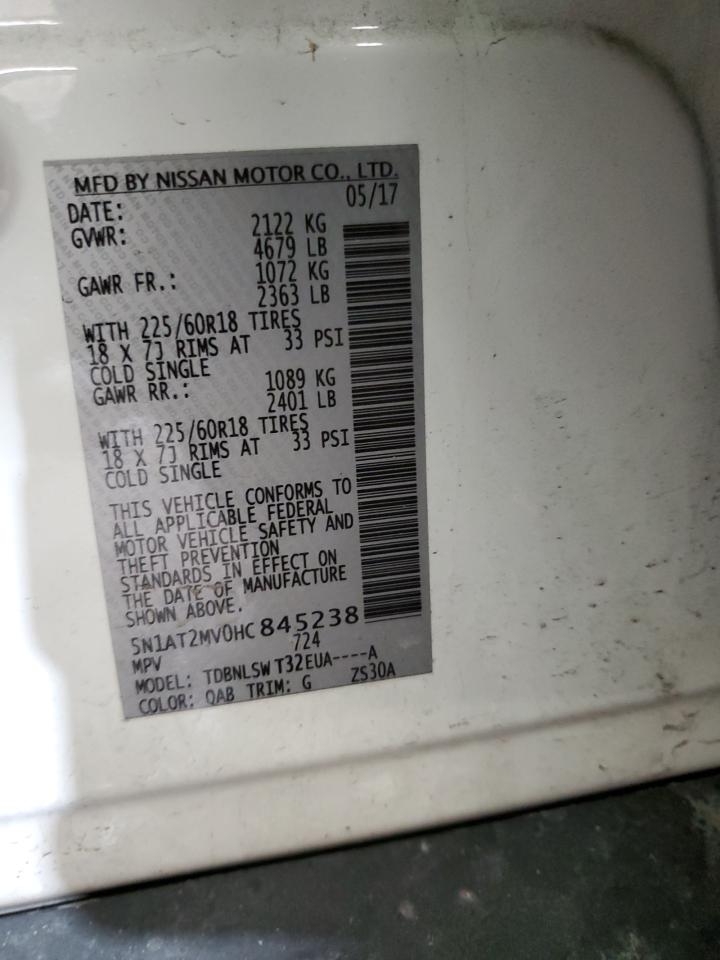 MFD BY NISSAN MOTOR CO., LTD.
DATE: 05/17
GVWR: 2122 KG
4679 LB
GAWR FR.: 1072 KG
2363 LB
WITH 225/60R18 TIRES
18 X 7J RIMS AT 33 PSI
COLD SINGLE
GAWR RR.: 1089 KG
2401 LB
WITH 225/60R18 TIRES
18 X 7J RIMS AT 33 PSI
COLD SINGLE
THIS VEHICLE CONFORMS TO
ALL APPLICABLE FEDERAL
MOTOR VEHICLE SAFETY AND
THEFT PREVENTION
STANDARDS IN EFFECT ON
THE DATE OF MANUFACTURE
SHOWN ABOVE.
5N1AT2MV0HC845238
MPV 724
MODEL: TDBNLSW T32EUA----A
COLOR: QAB TRIM: G ZS30A